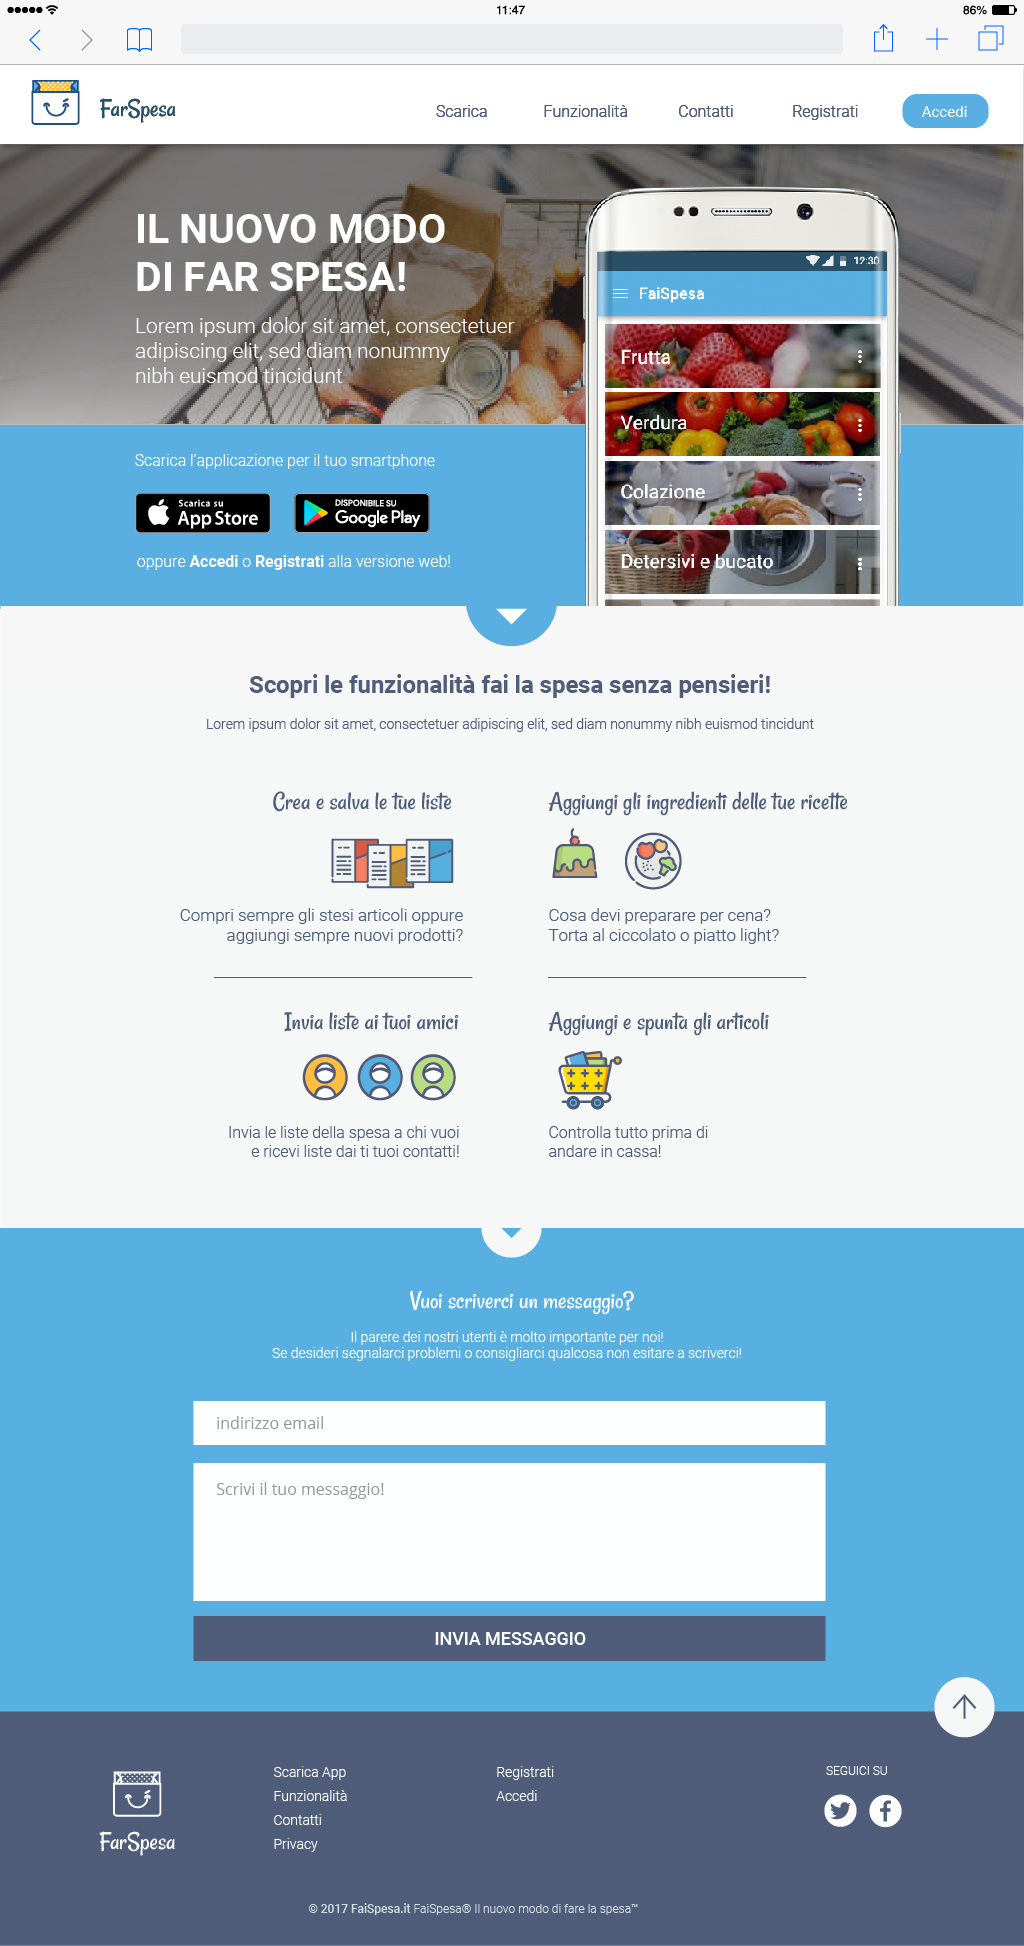 11:47
86%
FarSpesa
Scarica
Funzionalità
Contatti
Registrati
Accedi
IL NUOVO MODO
DI FAR SPESA!
Lorem ipsum dolor sit amet, consectetuer
adipiscing elit, sed diam nonummy
nibh euismod tincidunt
12:30
FaiSpesa
Frutta
Verdura
Colazione
Detersivi e bucato
Scarica l'applicazione per il tuo smartphone
Scarica su
App Store
DISPONIBILE SU
Google Play
oppure Accedi o Registrati alla versione web!
Scopri le funzionalità fai la spesa senza pensieri!
Lorem ipsum dolor sit amet, consectetuer adipiscing elit, sed diam nonummy nibh euismod tincidunt
Crea e salva le tue liste
Compri sempre gli stesi articoli oppure
aggiungi sempre nuovi prodotti?
Aggiungi gli ingredienti delle tue ricette
Cosa devi preparare per cena?
Torta al ciccolato o piatto light?
Invia liste ai tuoi amici
Invia le liste della spesa a chi vuoi
e ricevi liste dai ti tuoi contatti!
Aggiungi e spunta gli articoli
Controlla tutto prima di
andare in cassa!
Vuoi scriverci un messaggio?
Il parere dei nostri utenti è molto importante per noi!
Se desideri segnalarci problemi o consigliarci qualcosa non esitare a scriverci!
indirizzo email
Scrivi il tuo messaggio!
INVIA MESSAGGIO
FarSpesa
Scarica App
Funzionalità
Contatti
Privacy
Registrati
Accedi
SEGUICI SU
© 2017 FaiSpesa.it FaiSpesa® Il nuovo modo di fare la spesa™